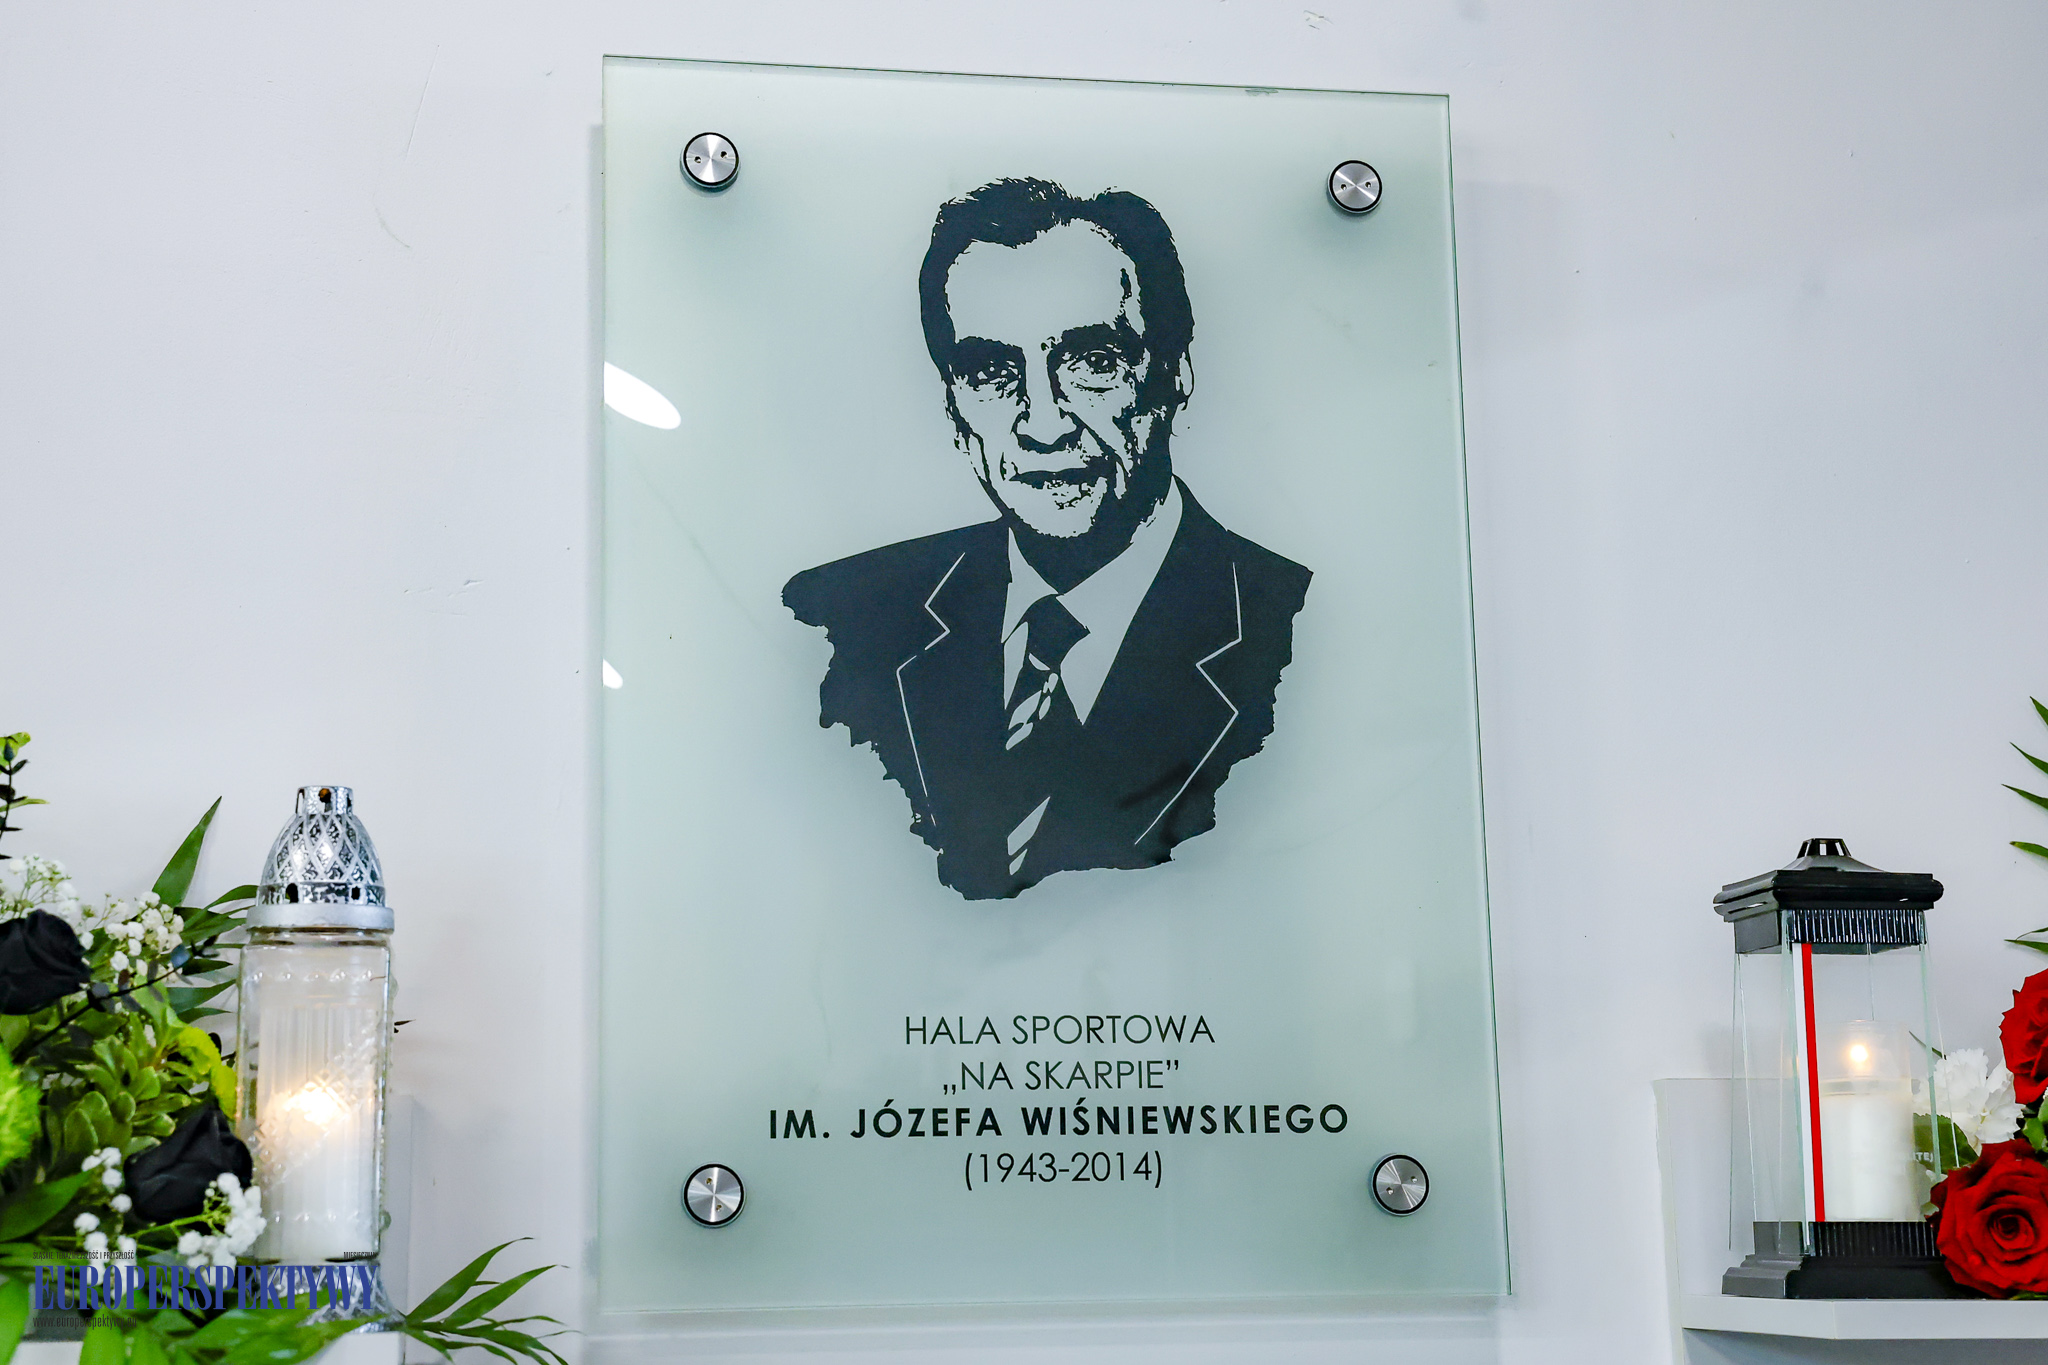 HALA SPORTOWA
„NA SKARPIE”
IM. JÓZEFA WIŚNIEWSKIEGO
(1943-2014)
EUROPERSPEKTYWY